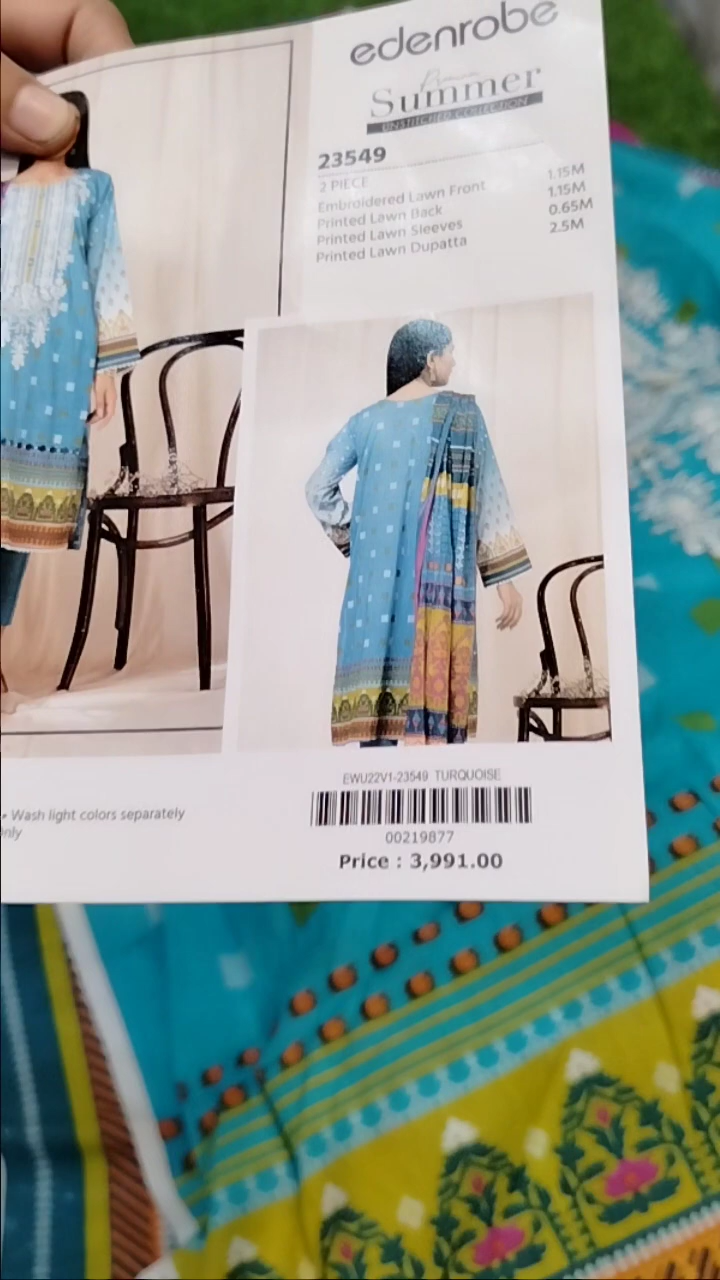 edenrobe
Summer
UNSTITCHED COLLECTION
23549
2 PIECE
Embroidered Lawn Front 1.15M
Printed Lawn Back 1.15M
Printed Lawn Sleeves 0.65M
Printed Lawn Dupatta 2.5M
EWU22V1-23549 TURQUOISE
00219877
Price : 3,991.00
Wash light colors separately